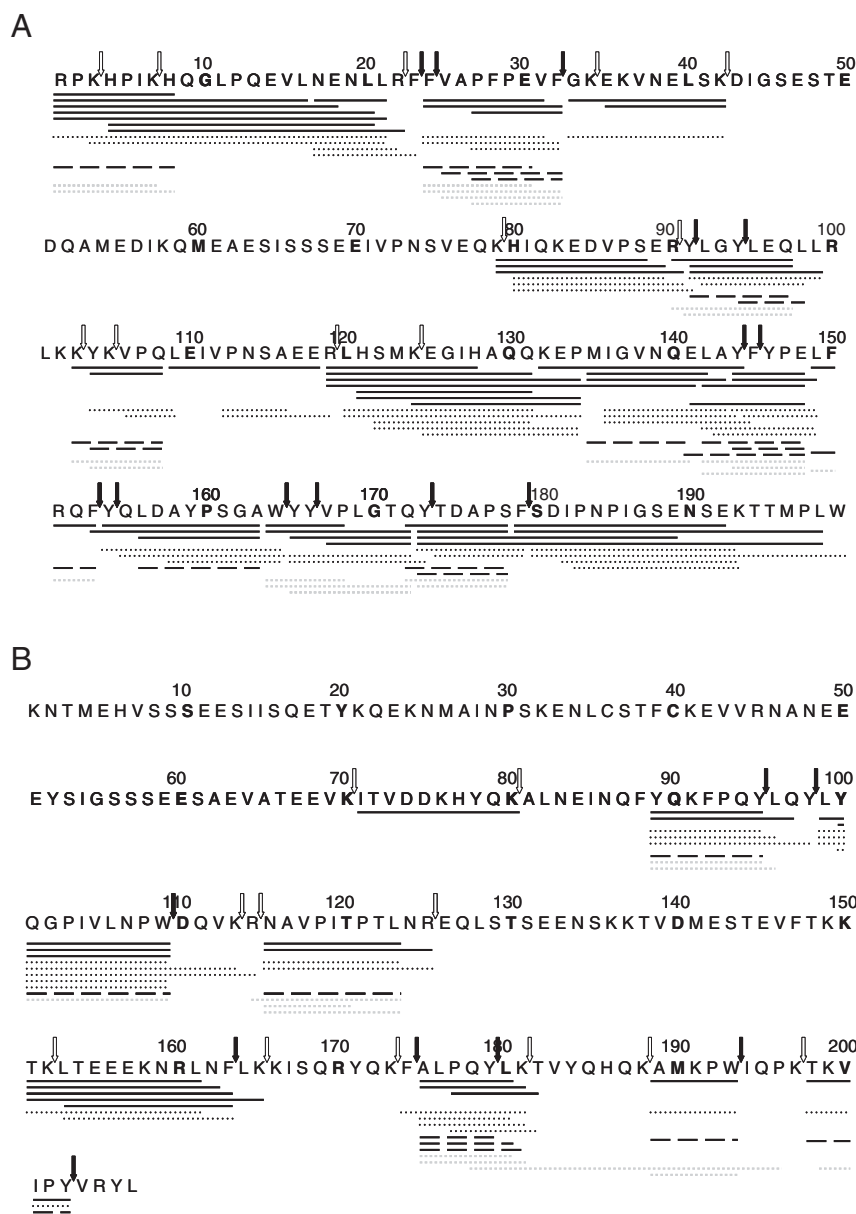 A
10 20 30 40 50
RPKHPIKHQGLPQEVLNENLLRFFVAPFPEVFGKEKVNELSKDIGSESTE
60 70 80 90 100
DQAMEDIKQMEAESISSSEEIVPNSVEQKHIQKEDVPSERYLGYLEQLLR
110 120 130 140 150
LKKYKVPQLEIVPNSAEERLHSMKEGIHAQQKEPMIGVNQELAYFYPELF
160 170 180 190
RQFYQLDAYPSGAWYYVPLGTQYTDAPSFSDIPNPIGSENSEKTTMPLW
B
10 20 30 40 50
KNTMEHVSSSEESIISQETYKQEKNMAINPSKENLCSTFCKEVVRNANEE
60 70 80 90 100
EYSIGSSSEESAEVATEEVKITVDDKHYQKALNEINQFYQKFPQYLQYLY
110 120 130 140 150
QGPIVLNPWDQVKRNAVPITPTLNREQLSTSEENSKKTVDMESTEVFTKK
160 170 180 190 200
TKLTEEEKNRLNFLKKISQRYQKFALPQYLKTVYQHQKAMKPWIQPKTKV
IPYVRYL